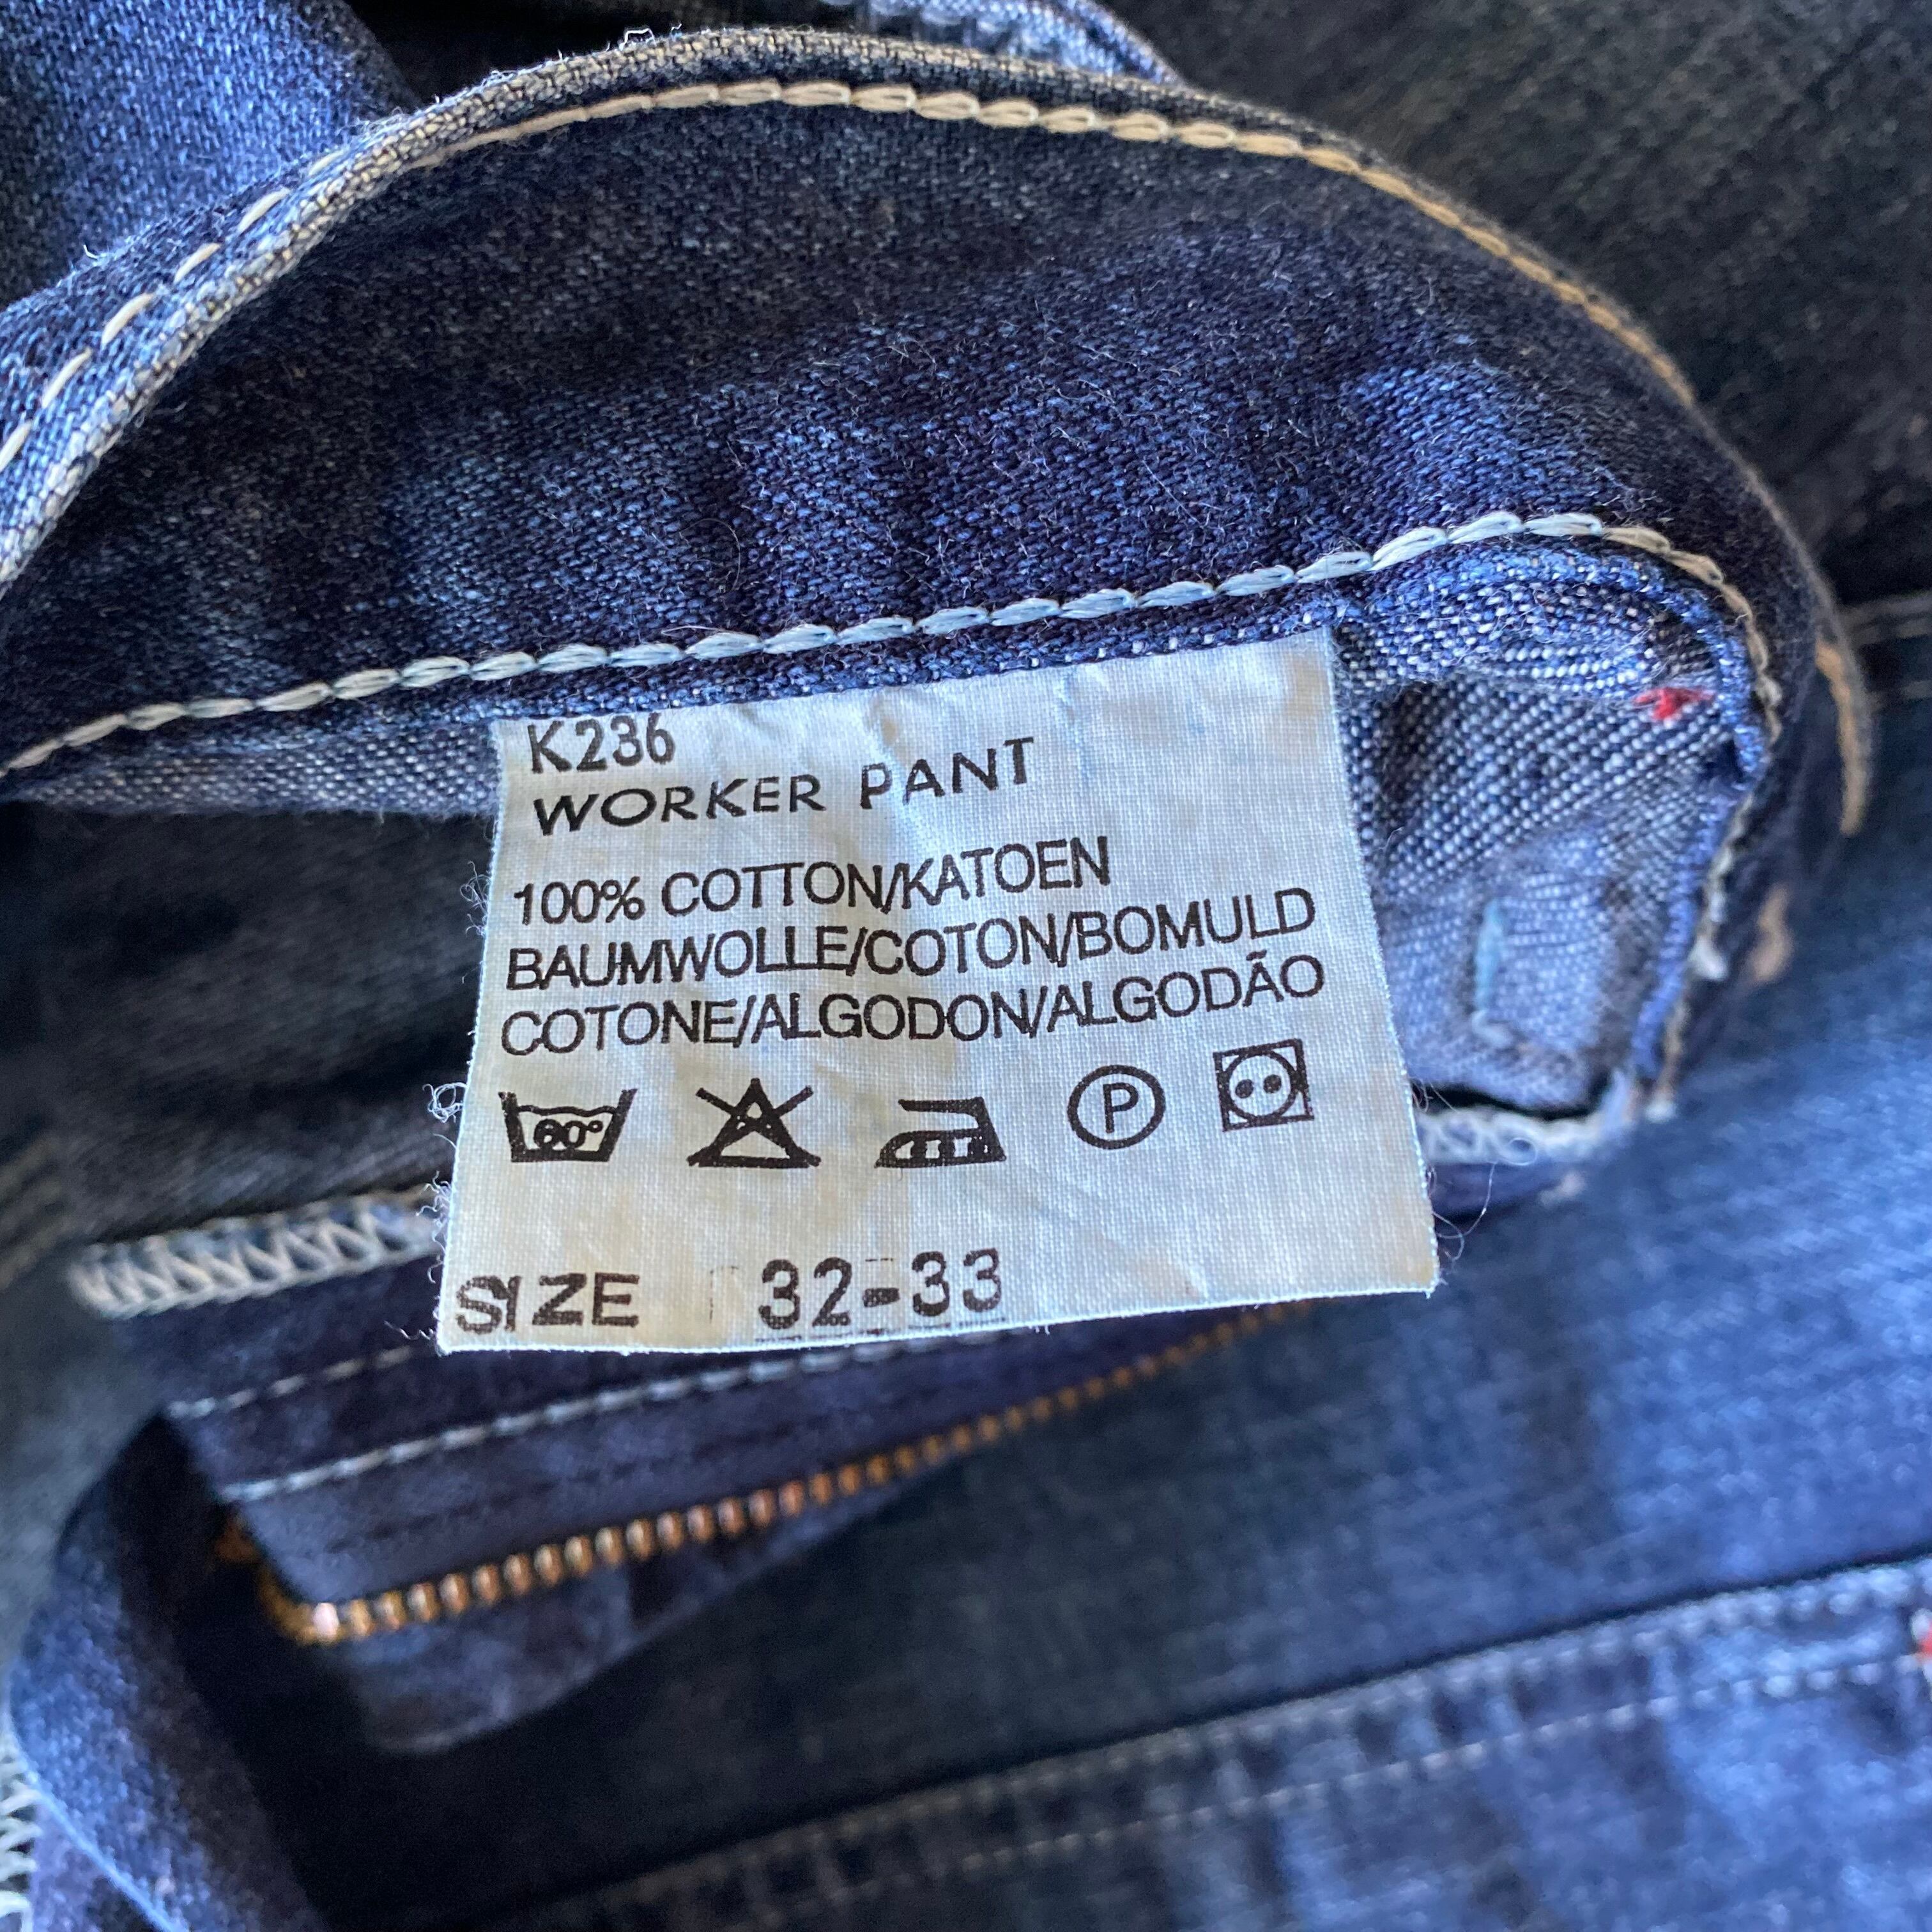 K236
WORKER PANT
100% COTTON/KATOEN
BAUMWOLLE/COTON/BOMULD
COTONE/ALGODON/ALGODÃO
60° P
SIZE 32-33